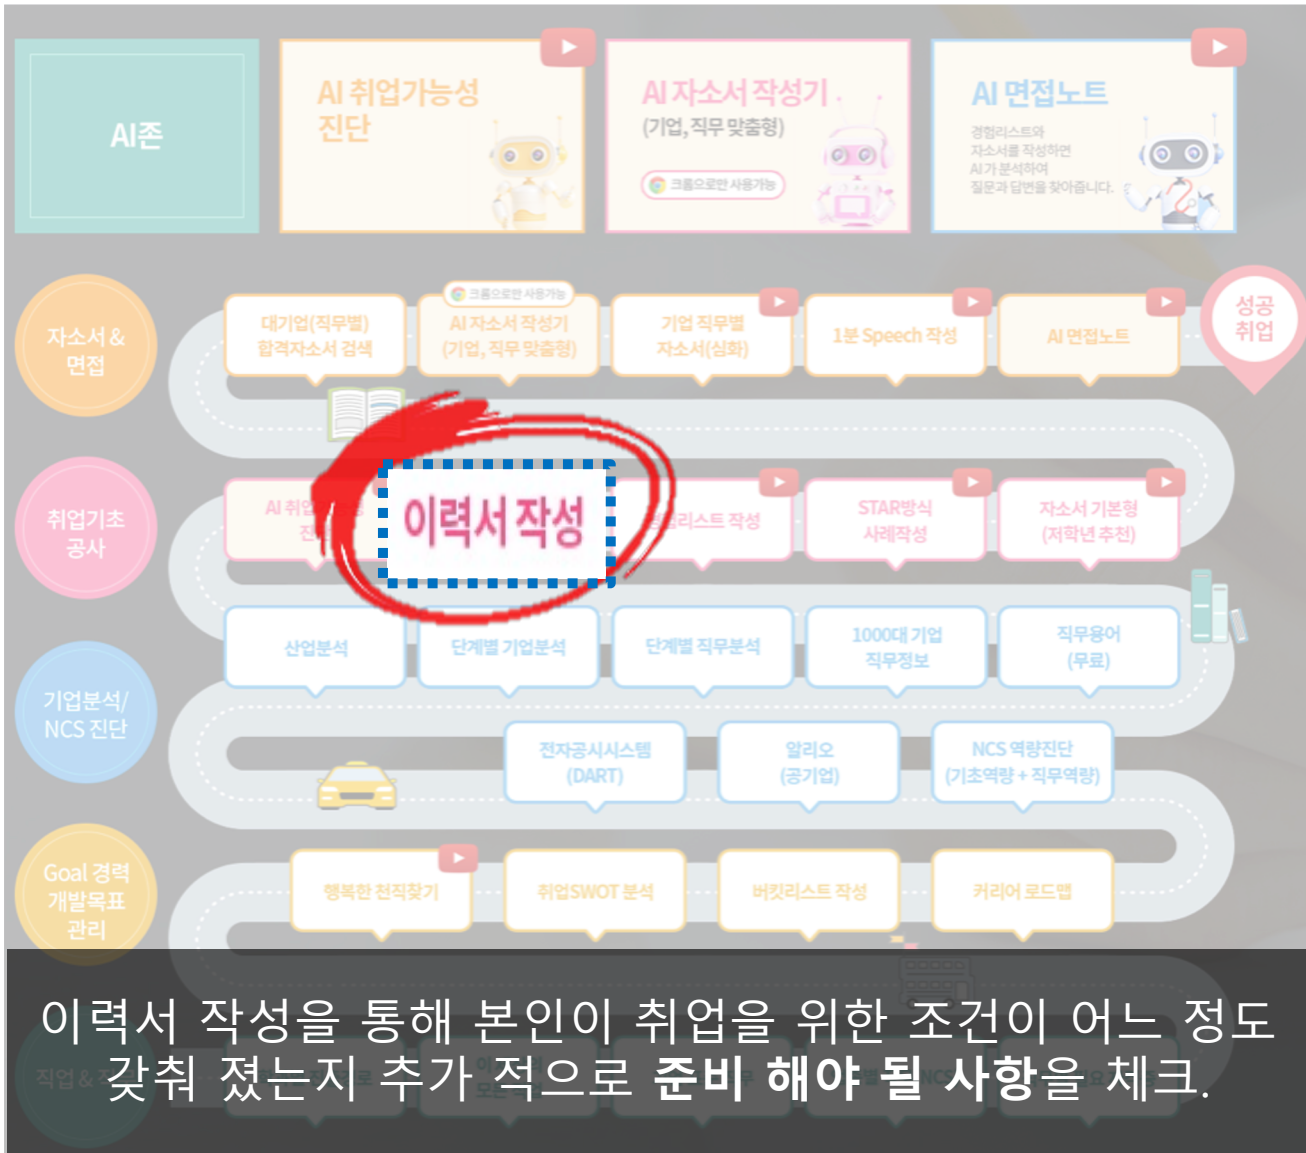 AI존
AI 취업가능성
진단
AI 자소서 작성기
(기업, 직무 맞춤형)
크롬으로만 사용가능
AI 면접노트
경험리스트와
자소서를 작성하면
AI가 분석하여
질문과 답변을 찾아줍니다.
자소서 &
면접
대기업(직무별)
합격자소서 검색
크롬으로만 사용가능
AI 자소서 작성기
(기업, 직무 맞춤형)
기업 직무별
자소서(심화)
1분 Speech 작성
AI 면접노트
성공
취업
취업기초
공사
AI 취업
이력서 작성
리스트 작성
STAR방식
사례작성
자소서 기본형
(저학년 추천)
기업분석/
NCS 진단
산업분석
단계별 기업분석
단계별 직무분석
1000대 기업
직무정보
직무용어
(무료)
전자공시시스템
(DART)
알리오
(공기업)
NCS 역량진단
(기초역량 + 직무역량)
Goal 경력
개발목표
관리
행복한 천직찾기
취업SWOT 분석
버킷리스트 작성
커리어 로드맵
이력서 작성을 통해 본인이 취업을 위한 조건이 어느 정도
갖춰 졌는지 추가 적으로 준비 해야 될 사항을 체크.
직업 &